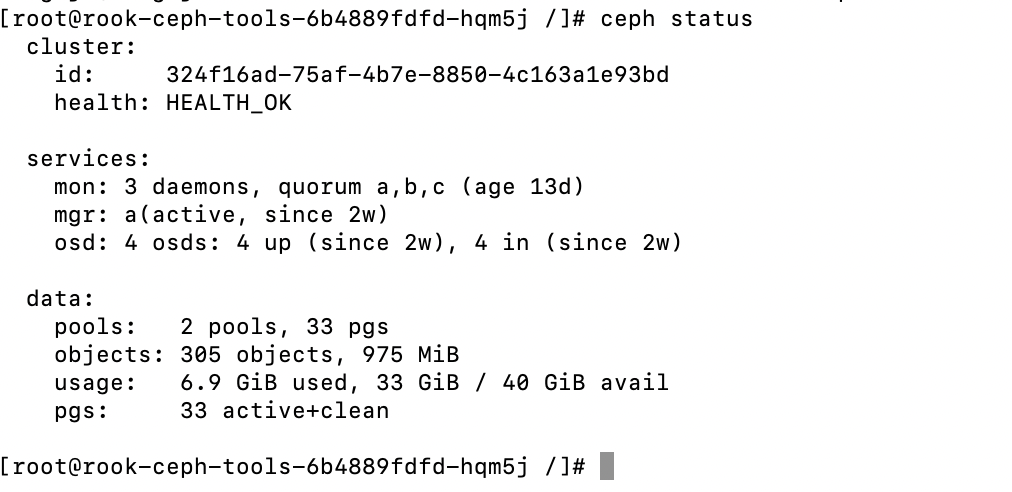 [root@rook-ceph-tools-6b4889fdfd-hqm5j /]# ceph status
cluster:
id: 324f16ad-75af-4b7e-8850-4c163a1e93bd
health: HEALTH_OK
services:
mon: 3 daemons, quorum a,b,c (age 13d)
mgr: a(active, since 2w)
osd: 4 osds: 4 up (since 2w), 4 in (since 2w)
data:
pools: 2 pools, 33 pgs
objects: 305 objects, 975 MiB
usage: 6.9 GiB used, 33 GiB / 40 GiB avail
pgs: 33 active+clean
[root@rook-ceph-tools-6b4889fdfd-hqm5j /]#